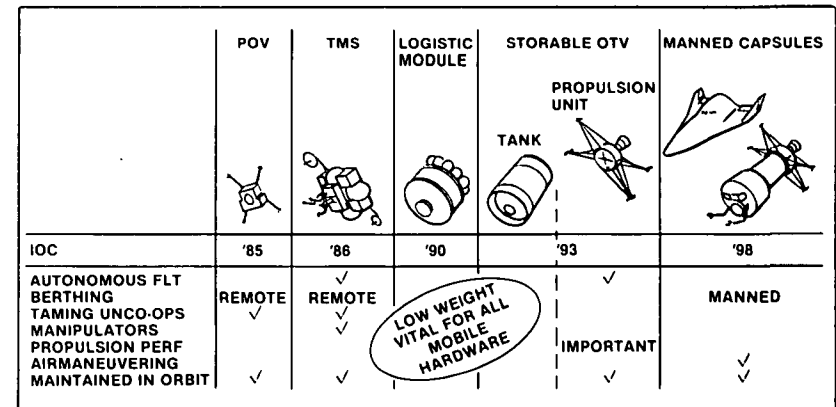 POV TMS LOGISTIC MODULE STORABLE OTV MANNED CAPSULES
PROPULSION UNIT
TANK
IOC '85 '86 '90 '93 '98
AUTONOMOUS FLT ✓ ✓
BERTHING REMOTE REMOTE MANNED
TAMING UNCO-OPS ✓ ✓
MANIPULATORS ✓
PROPULSION PERF IMPORTANT
AIRMANEUVERING ✓
MAINTAINED IN ORBIT ✓ ✓ ✓ ✓
LOW WEIGHT
VITAL FOR ALL
MOBILE
HARDWARE